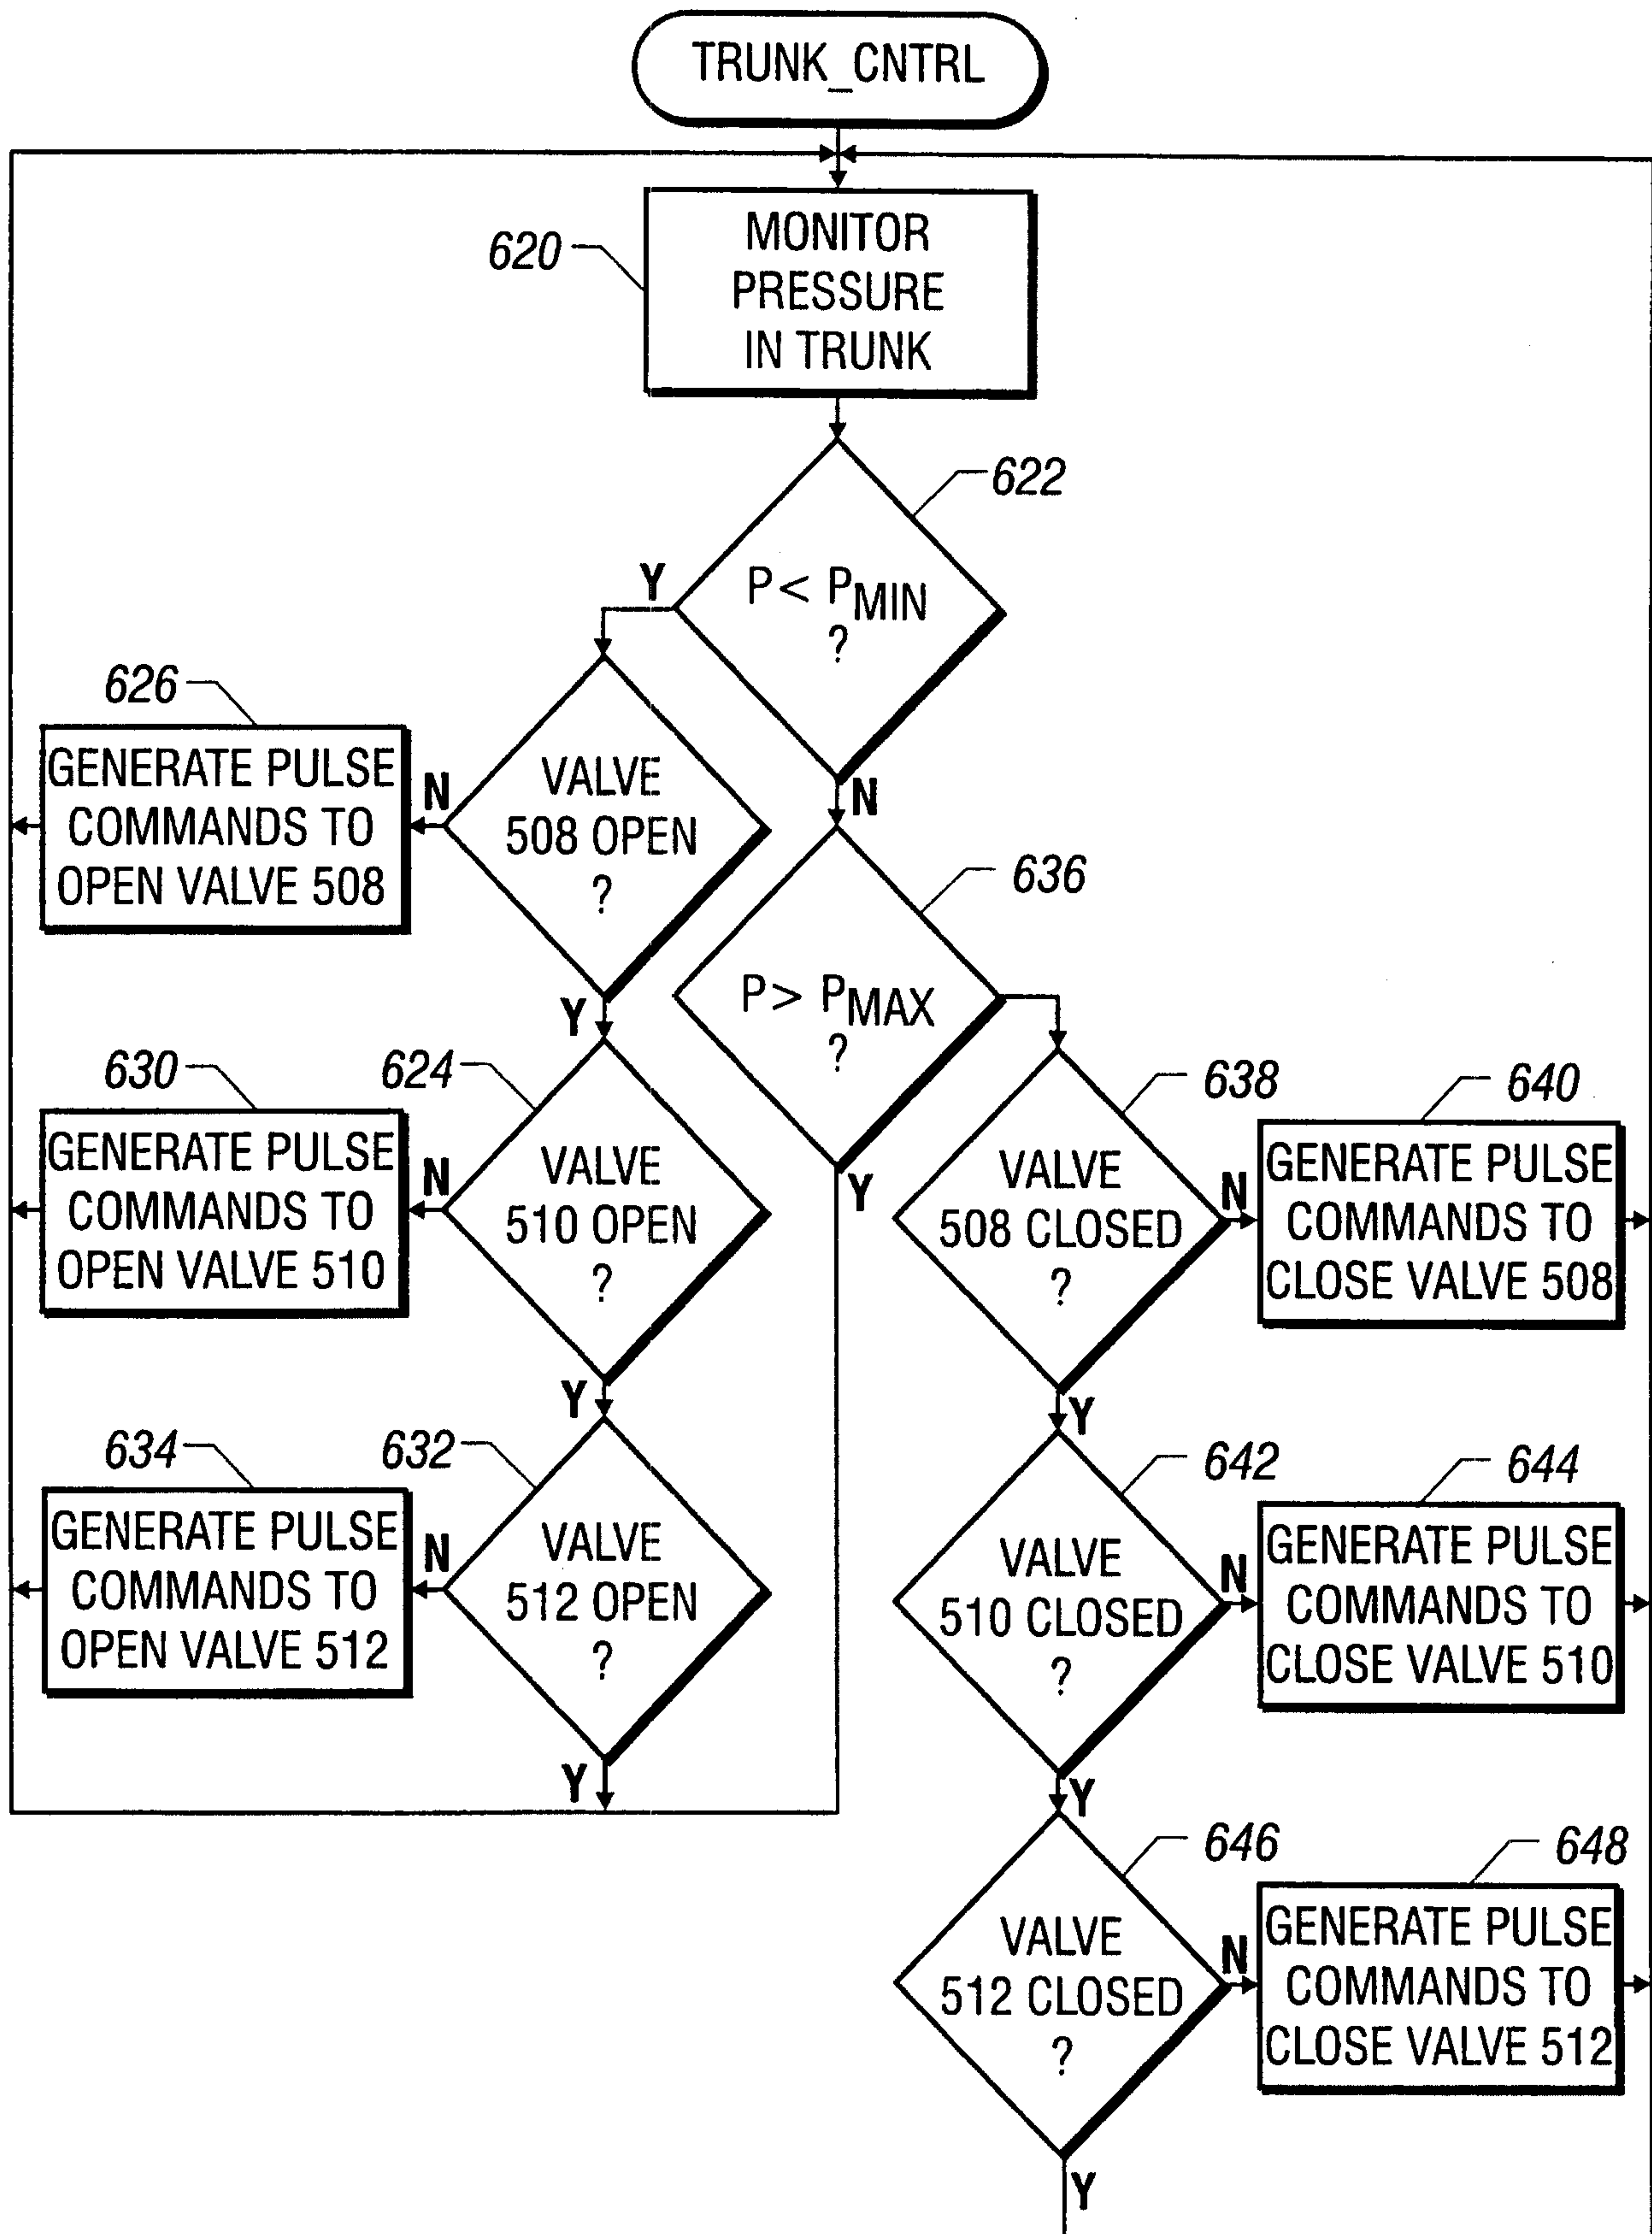 TRUNK_CNTRL
620
MONITOR
PRESSURE
IN TRUNK
622
P< PMIN
?
Y
N
626
GENERATE PULSE
COMMANDS TO
OPEN VALVE 508
N
VALVE
508 OPEN
?
Y
636
P> PMAX
?
Y
630
GENERATE PULSE
COMMANDS TO
OPEN VALVE 510
624
N
VALVE
510 OPEN
?
Y
638
VALVE
508 CLOSED
?
N
Y
640
GENERATE PULSE
COMMANDS TO
CLOSE VALVE 508
634
GENERATE PULSE
COMMANDS TO
OPEN VALVE 512
632
N
VALVE
512 OPEN
?
Y
642
VALVE
510 CLOSED
?
N
Y
644
GENERATE PULSE
COMMANDS TO
CLOSE VALVE 510
646
VALVE
512 CLOSED
?
N
Y
648
GENERATE PULSE
COMMANDS TO
CLOSE VALVE 512